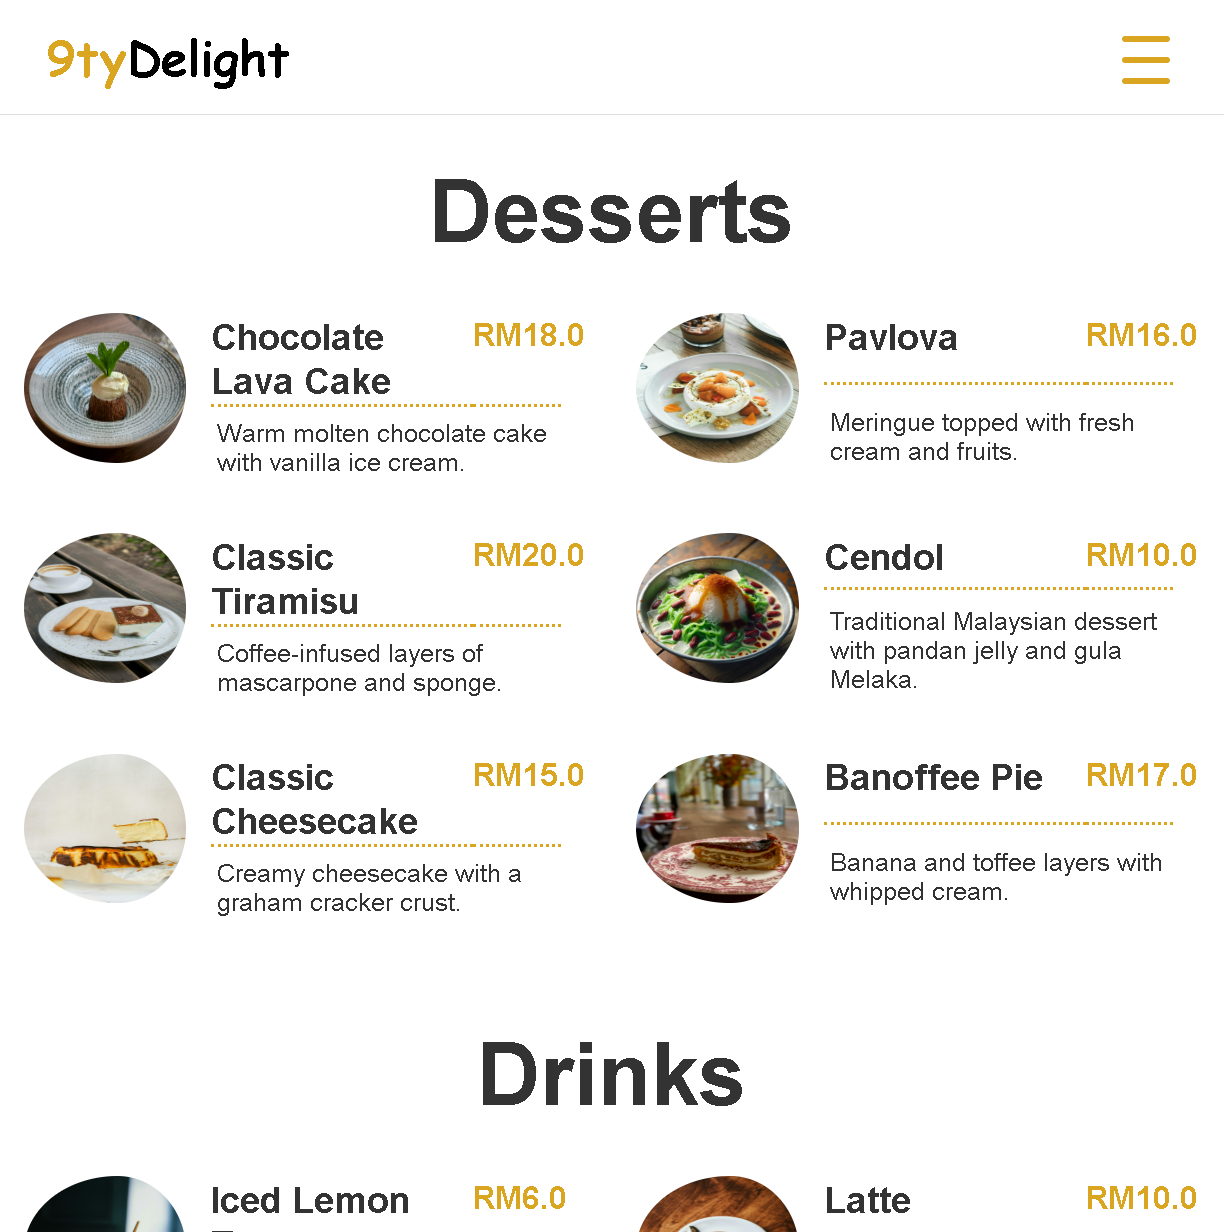 9tyDelight
Desserts
Chocolate
Lava Cake
RM18.0
Warm molten chocolate cake
with vanilla ice cream.
Pavlova
RM16.0
Meringue topped with fresh
cream and fruits.
Classic
Tiramisu
RM20.0
Coffee-infused layers of
mascarpone and sponge.
Cendol
RM10.0
Traditional Malaysian dessert
with pandan jelly and gula
Melaka.
Classic
Cheesecake
RM15.0
Creamy cheesecake with a
graham cracker crust.
Banoffee Pie
RM17.0
Banana and toffee layers with
whipped cream.
Drinks
Iced Lemon
RM6.0
Latte
RM10.0